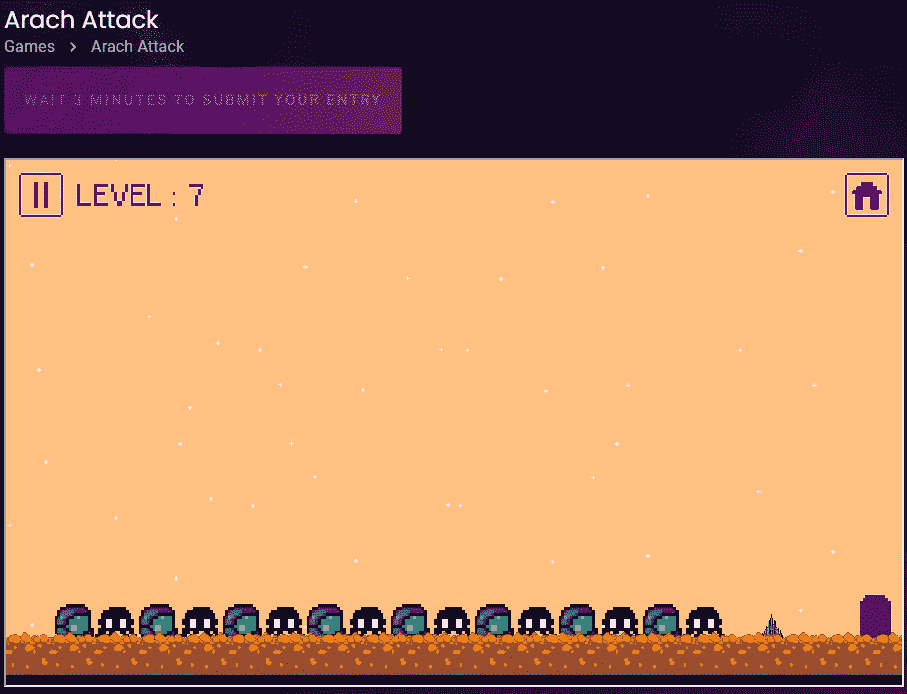 Arach Attack
Games > Arach Attack
WAIT 3 MINUTES TO SUBMIT YOUR ENTRY
LEVEL : 7